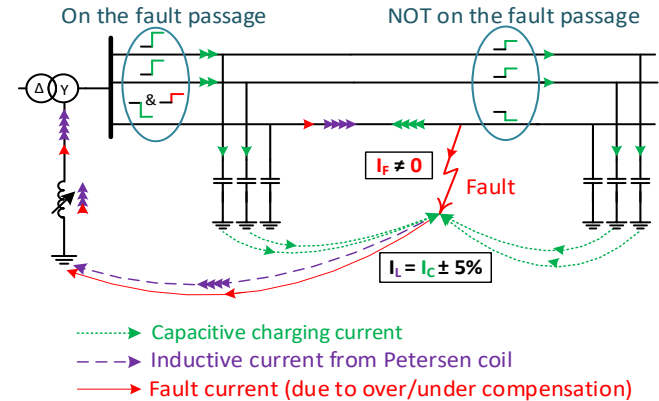 On the fault passage
NOT on the fault passage
Δ Y
&
I_F ≠ 0
Fault
I_L = I_C ± 5%
Capacitive charging current
Inductive current from Petersen coil
Fault current (due to over/under compensation)